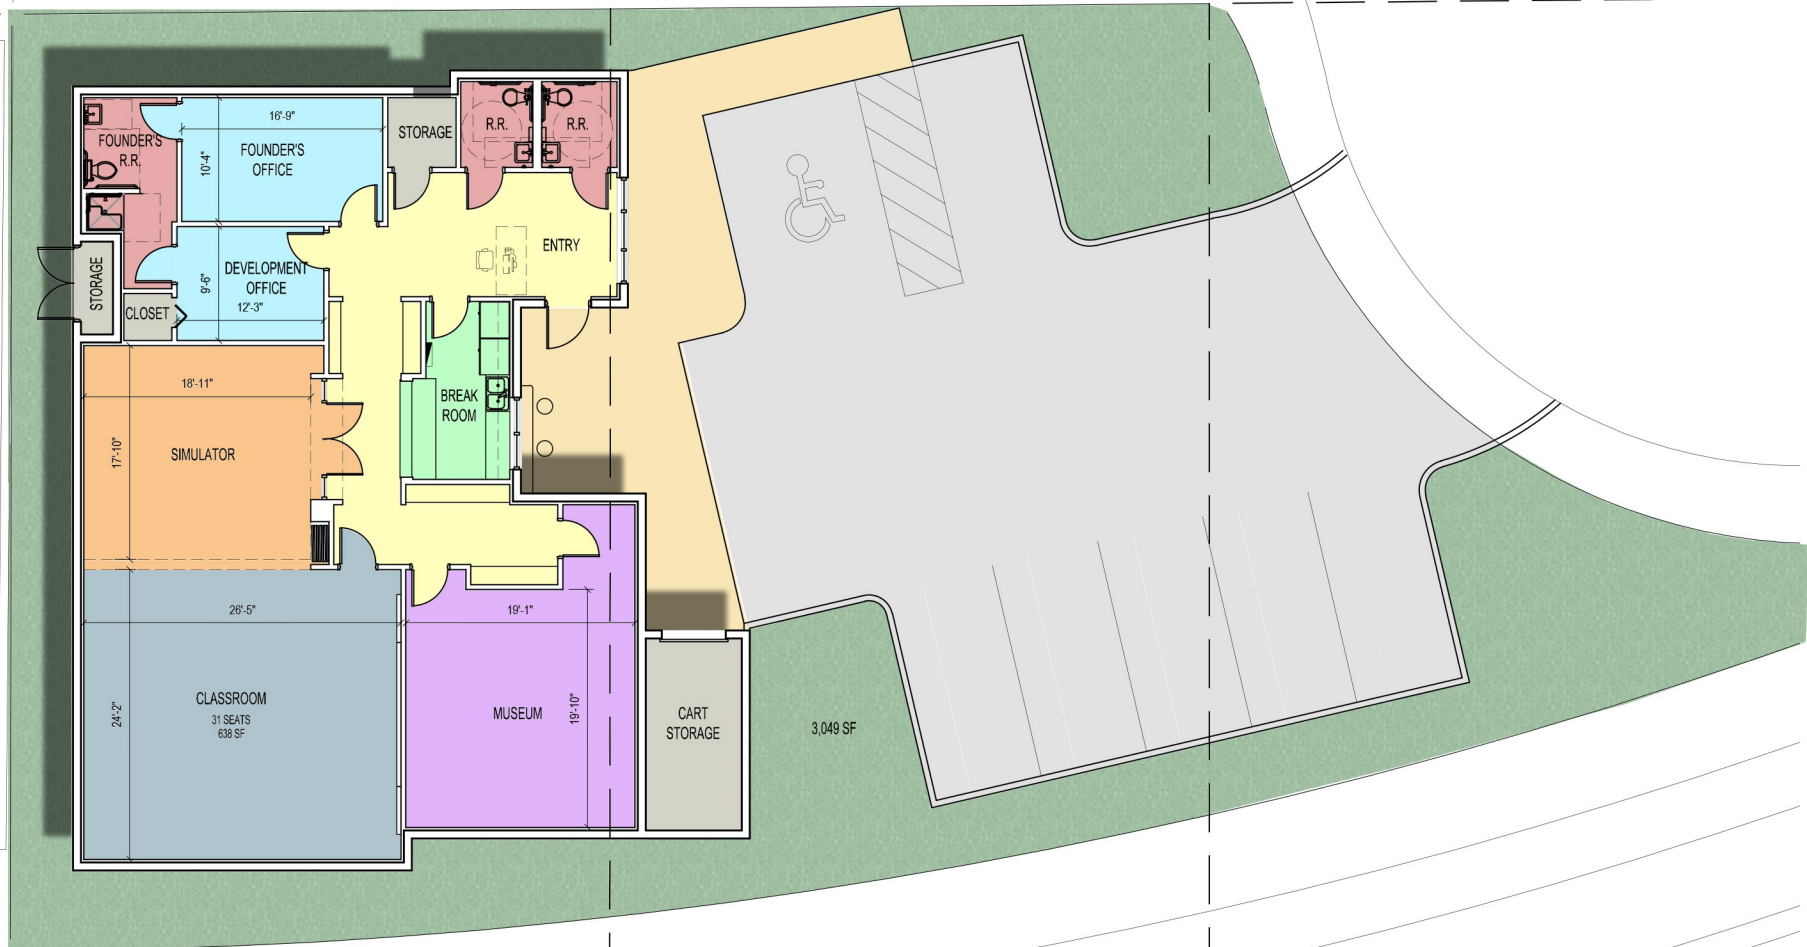 16'-9"
FOUNDER'S
R.R.
FOUNDER'S
OFFICE
10'-4"
STORAGE
R.R.
R.R.
ENTRY
STORAGE
CLOSET
DEVELOPMENT
OFFICE
9'-6"
12'-3"
18'-11"
SIMULATOR
17'-10"
BREAK
ROOM
26'-5"
19'-1"
CLASSROOM
31 SEATS
638 SF
24'-2"
MUSEUM
19'-10"
CART
STORAGE
3,049 SF